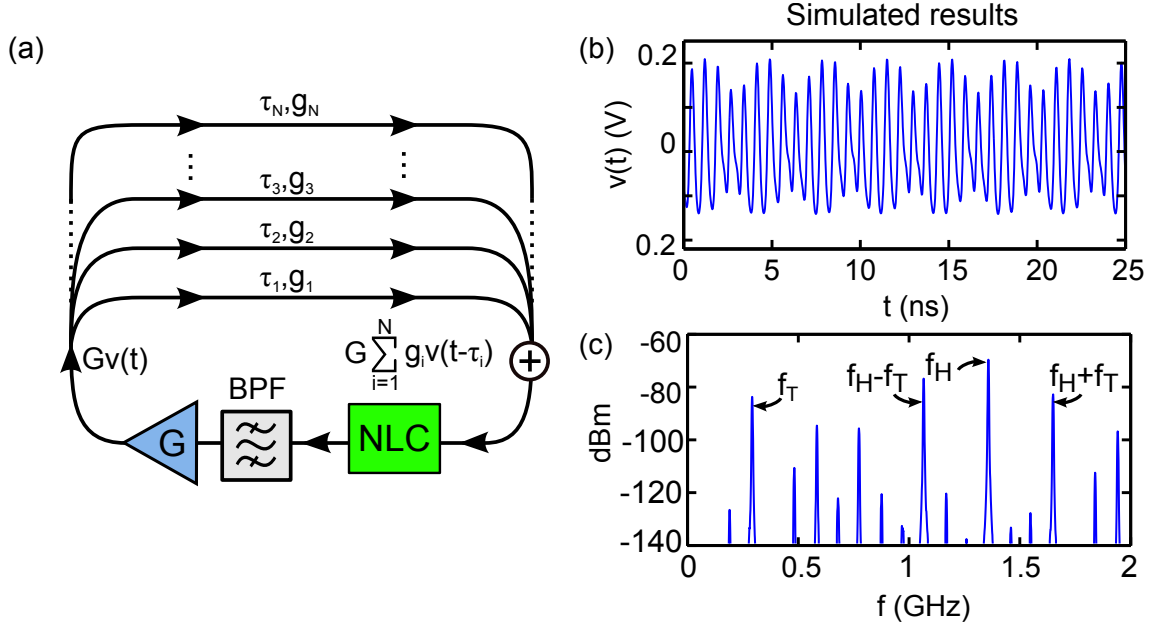 (a)
τN,gN
⋮ ⋮
τ3,g3
τ2,g2
τ1,g1
Gv(t)
N
G∑giv(t-τi)
i=1
+
BPF
G
NLC
Simulated results
(b)
0.2
0
0.2
v(t) (V)
0 5 10 15 20 25
t (ns)
(c)
-60
-80
-100
-120
-140
dBm
fT
fH-fT
fH
fH+fT
0 0.5 1 1.5 2
f (GHz)